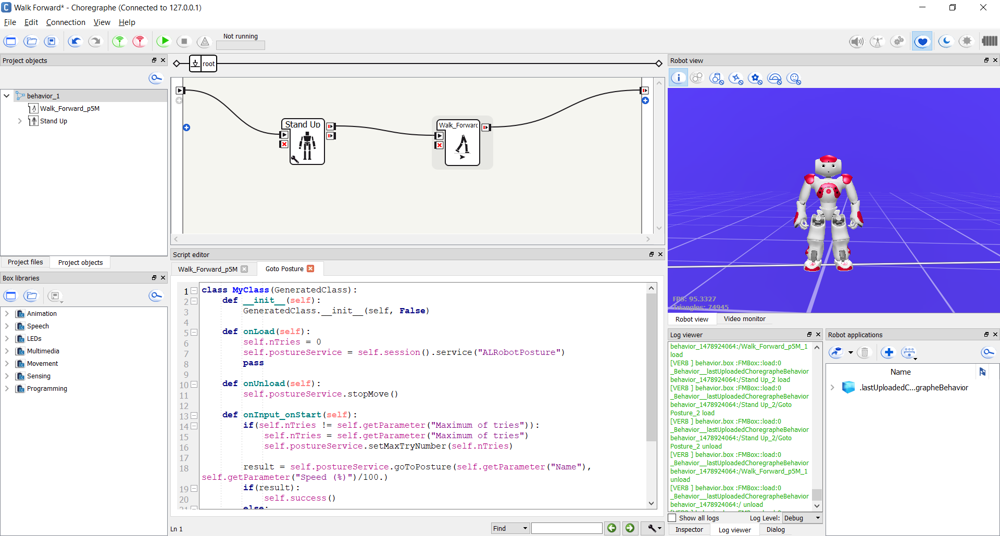 Walk Forward* - Choregraphe (Connected to 127.0.0.1)
File Edit Connection View Help
Not running
Project objects
behavior_1
Walk_Forward_p5M
Stand Up
Project files
Project objects
Box libraries
Animation
Speech
LEDs
Multimedia
Movement
Sensing
Programming
root
Stand Up
Walk_Forward
Script editor
Walk_Forward_p5M
Goto Posture
1 class MyClass(GeneratedClass):
2 def __init__(self):
3 GeneratedClass.__init__(self, False)
4
5 def onLoad(self):
6 self.nTries = 0
7 self.postureService = self.session().service("ALRobotPosture")
8 pass
9
10 def onUnload(self):
11 self.postureService.stopMove()
12
13 def onInput_onStart(self):
14 if(self.nTries != self.getParameter("Maximum of tries")):
15 self.nTries = self.getParameter("Maximum of tries")
16 self.postureService.setMaxTryNumber(self.nTries)
17
18 result = self.postureService.goToPosture(self.getParameter("Name"),
self.getParameter("Speed (%)")/100.)
19 if(result):
20 self.success()
21 else:
Ln 1
Find
Robot view
FPS: 95.3327
Triangles: 74945
Robot view
Video monitor
Log viewer
behavior_1478924064:/Walk_Forward_p5M_1
load
[VERB ] behavior.box :FMBox::load:0
_Behavior__lastUploadedChoregrapheBehavior
behavior_1478924064:/Stand Up_2 load
[VERB ] behavior.box :FMBox::load:0
_Behavior__lastUploadedChoregrapheBehavior
behavior_1478924064:/Stand Up_2/Goto
Posture_2 load
[VERB ] behavior.box :FMBox::load:0
_Behavior__lastUploadedChoregrapheBehavior
behavior_1478924064:/Stand Up_2/Goto
Posture_2 unload
[VERB ] behavior.box :FMBox::load:0
_Behavior__lastUploadedChoregrapheBehavior
behavior_1478924064:/Walk_Forward_p5M_1
unload
[VERB ] behavior.box :FMBox::load:0
_Behavior__lastUploadedChoregrapheBehavior
behavior_1478924064:/ unload
[VERB ] behavior.box :FMBox::load:0
Show all logs
Log Level: Debug
Inspector
Log viewer
Dialog
Robot applications
Name
.lastUploadedC...grapheBehavior